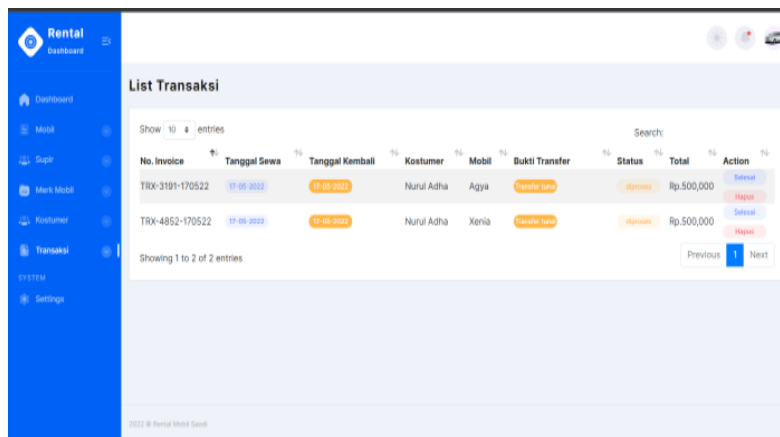 Rental
Dashboard
Dashboard
Mobil
Supir
Merk Mobil
Kostumer
Transaksi
SYSTEM
Settings
List Transaksi
Show 10 entries
Search:
No. Invoice Tanggal Sewa Tanggal Kembali Kostumer Mobil Bukti Transfer Status Total Action
TRX-3191-170522 17-05-2022 17-05-2022 Nurul Adha Agya Transfer tunai diproses Rp.500,000 Selesai
Hapus
TRX-4852-170522 17-05-2022 17-05-2022 Nurul Adha Xenia Transfer tunai diproses Rp.500,000 Selesai
Hapus
Showing 1 to 2 of 2 entries
Previous 1 Next
2022 © Rental Mobil